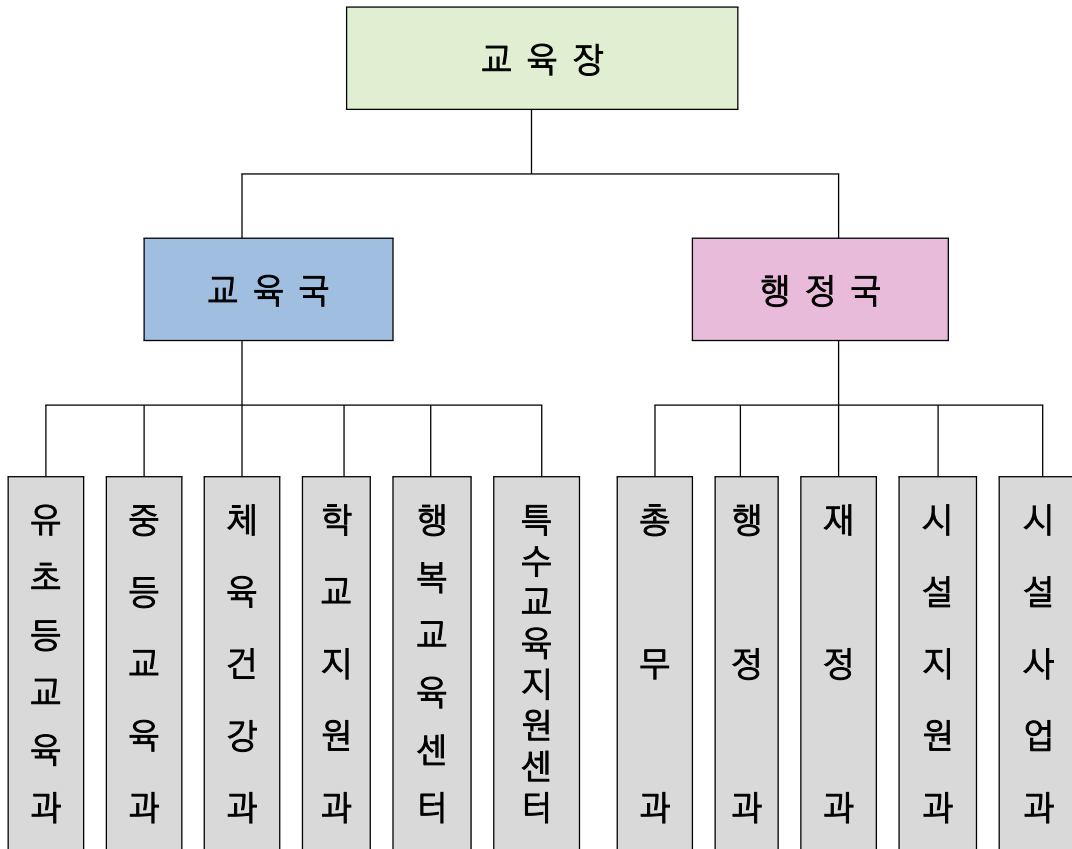 교육장
교육국
행정국
유초등교육과
중등교육과
체육건강과
학교지원과
행복교육센터
특수교육지원센터
총무과
행정과
재정과
시설지원과
시설사업과